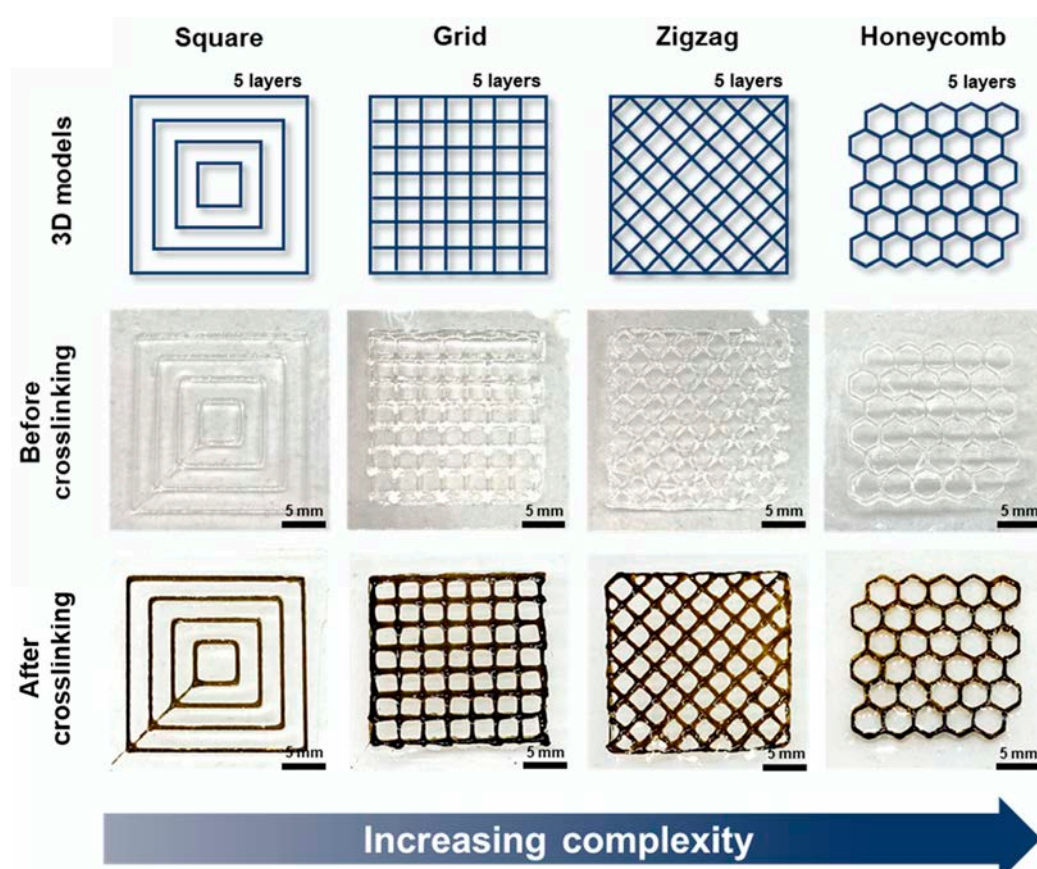 Square Grid Zigzag Honeycomb
5 layers 5 layers 5 layers 5 layers
3D models
Before
crosslinking
5 mm 5 mm 5 mm 5 mm
After
crosslinking
5 mm 5 mm 5 mm 5 mm
Increasing complexity